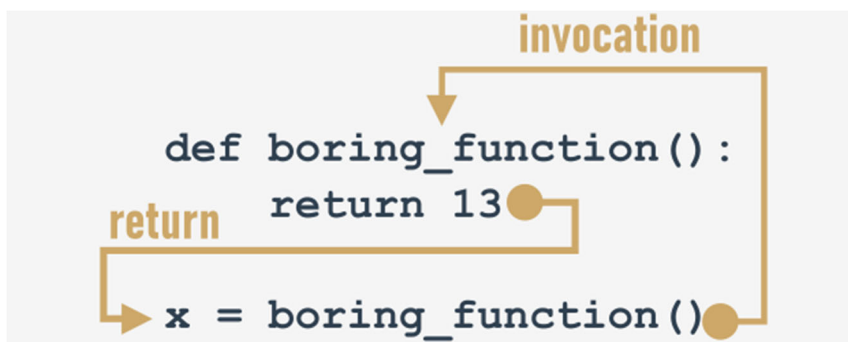 invocation
def boring_function():
return 13
return
x = boring_function()